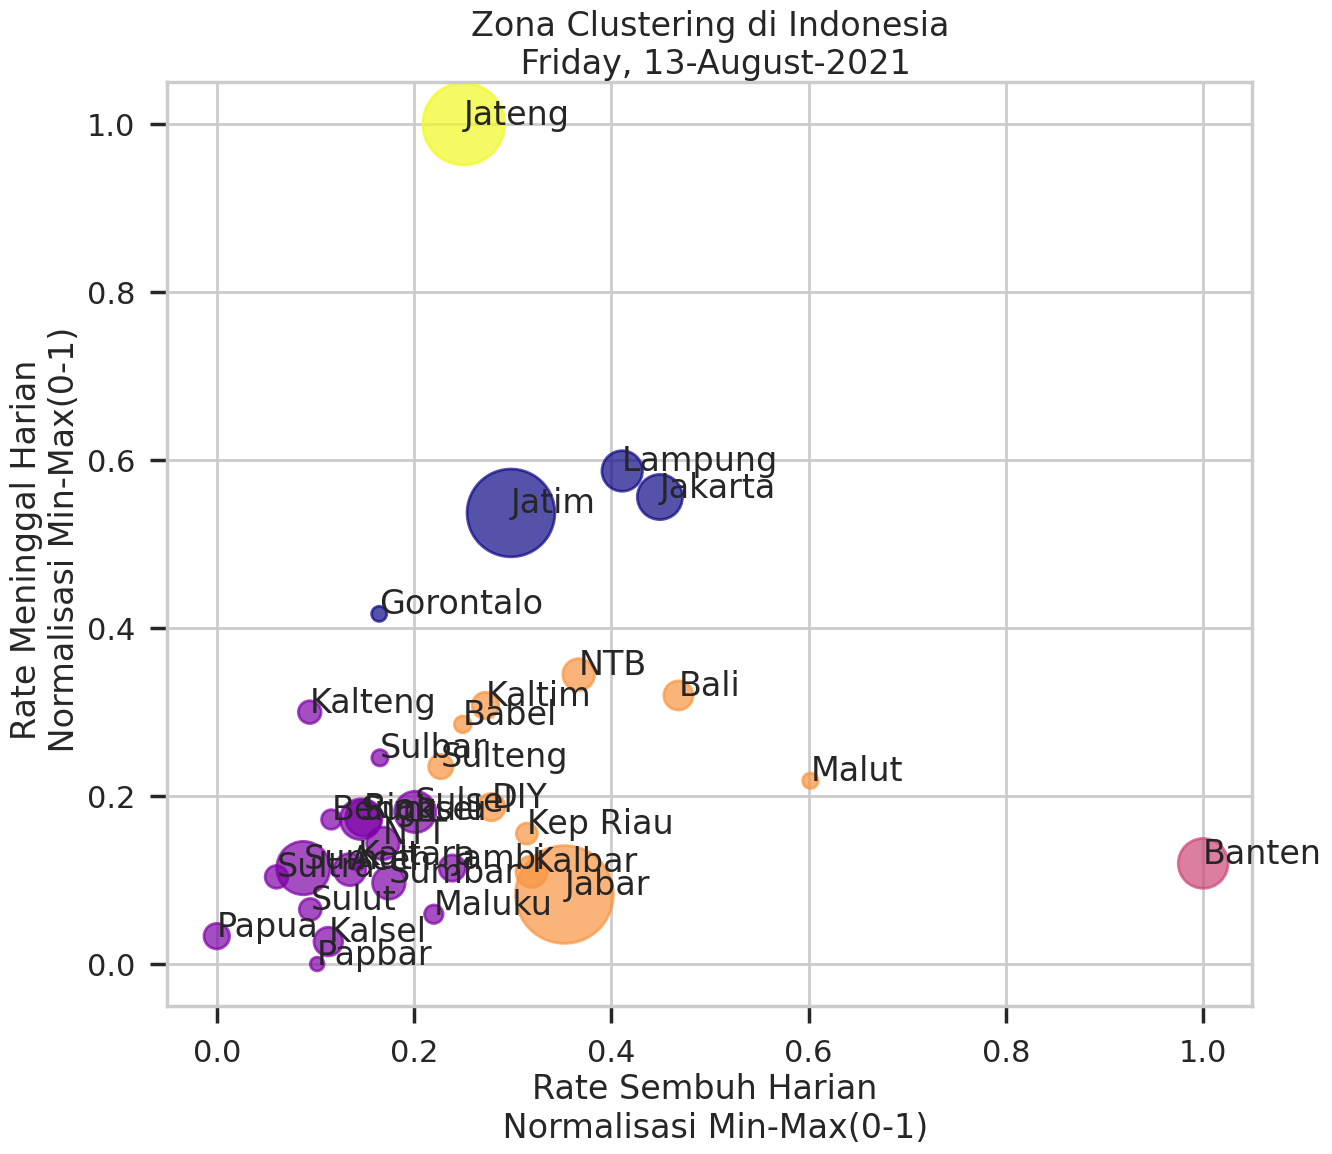 Zona Clustering di Indonesia
Friday, 13-August-2021
Rate Meninggal Harian
Normalisasi Min-Max(0-1)
1.0
0.8
0.6
0.4
0.2
0.0
Jateng
Lampung
Jakarta
Jatim
Gorontalo
NTB
Bali
Kaltim
Kalteng
Babel
Sulbar
Sulteng
Malut
DIY
Sulsel
Kep Riau
NTT
Kaltara
Jambi
Kalbar
Banten
Sultra
Sumbar
Jabar
Sulut
Maluku
Papua
Kalsel
Papbar
0.0 0.2 0.4 0.6 0.8 1.0
Rate Sembuh Harian
Normalisasi Min-Max(0-1)